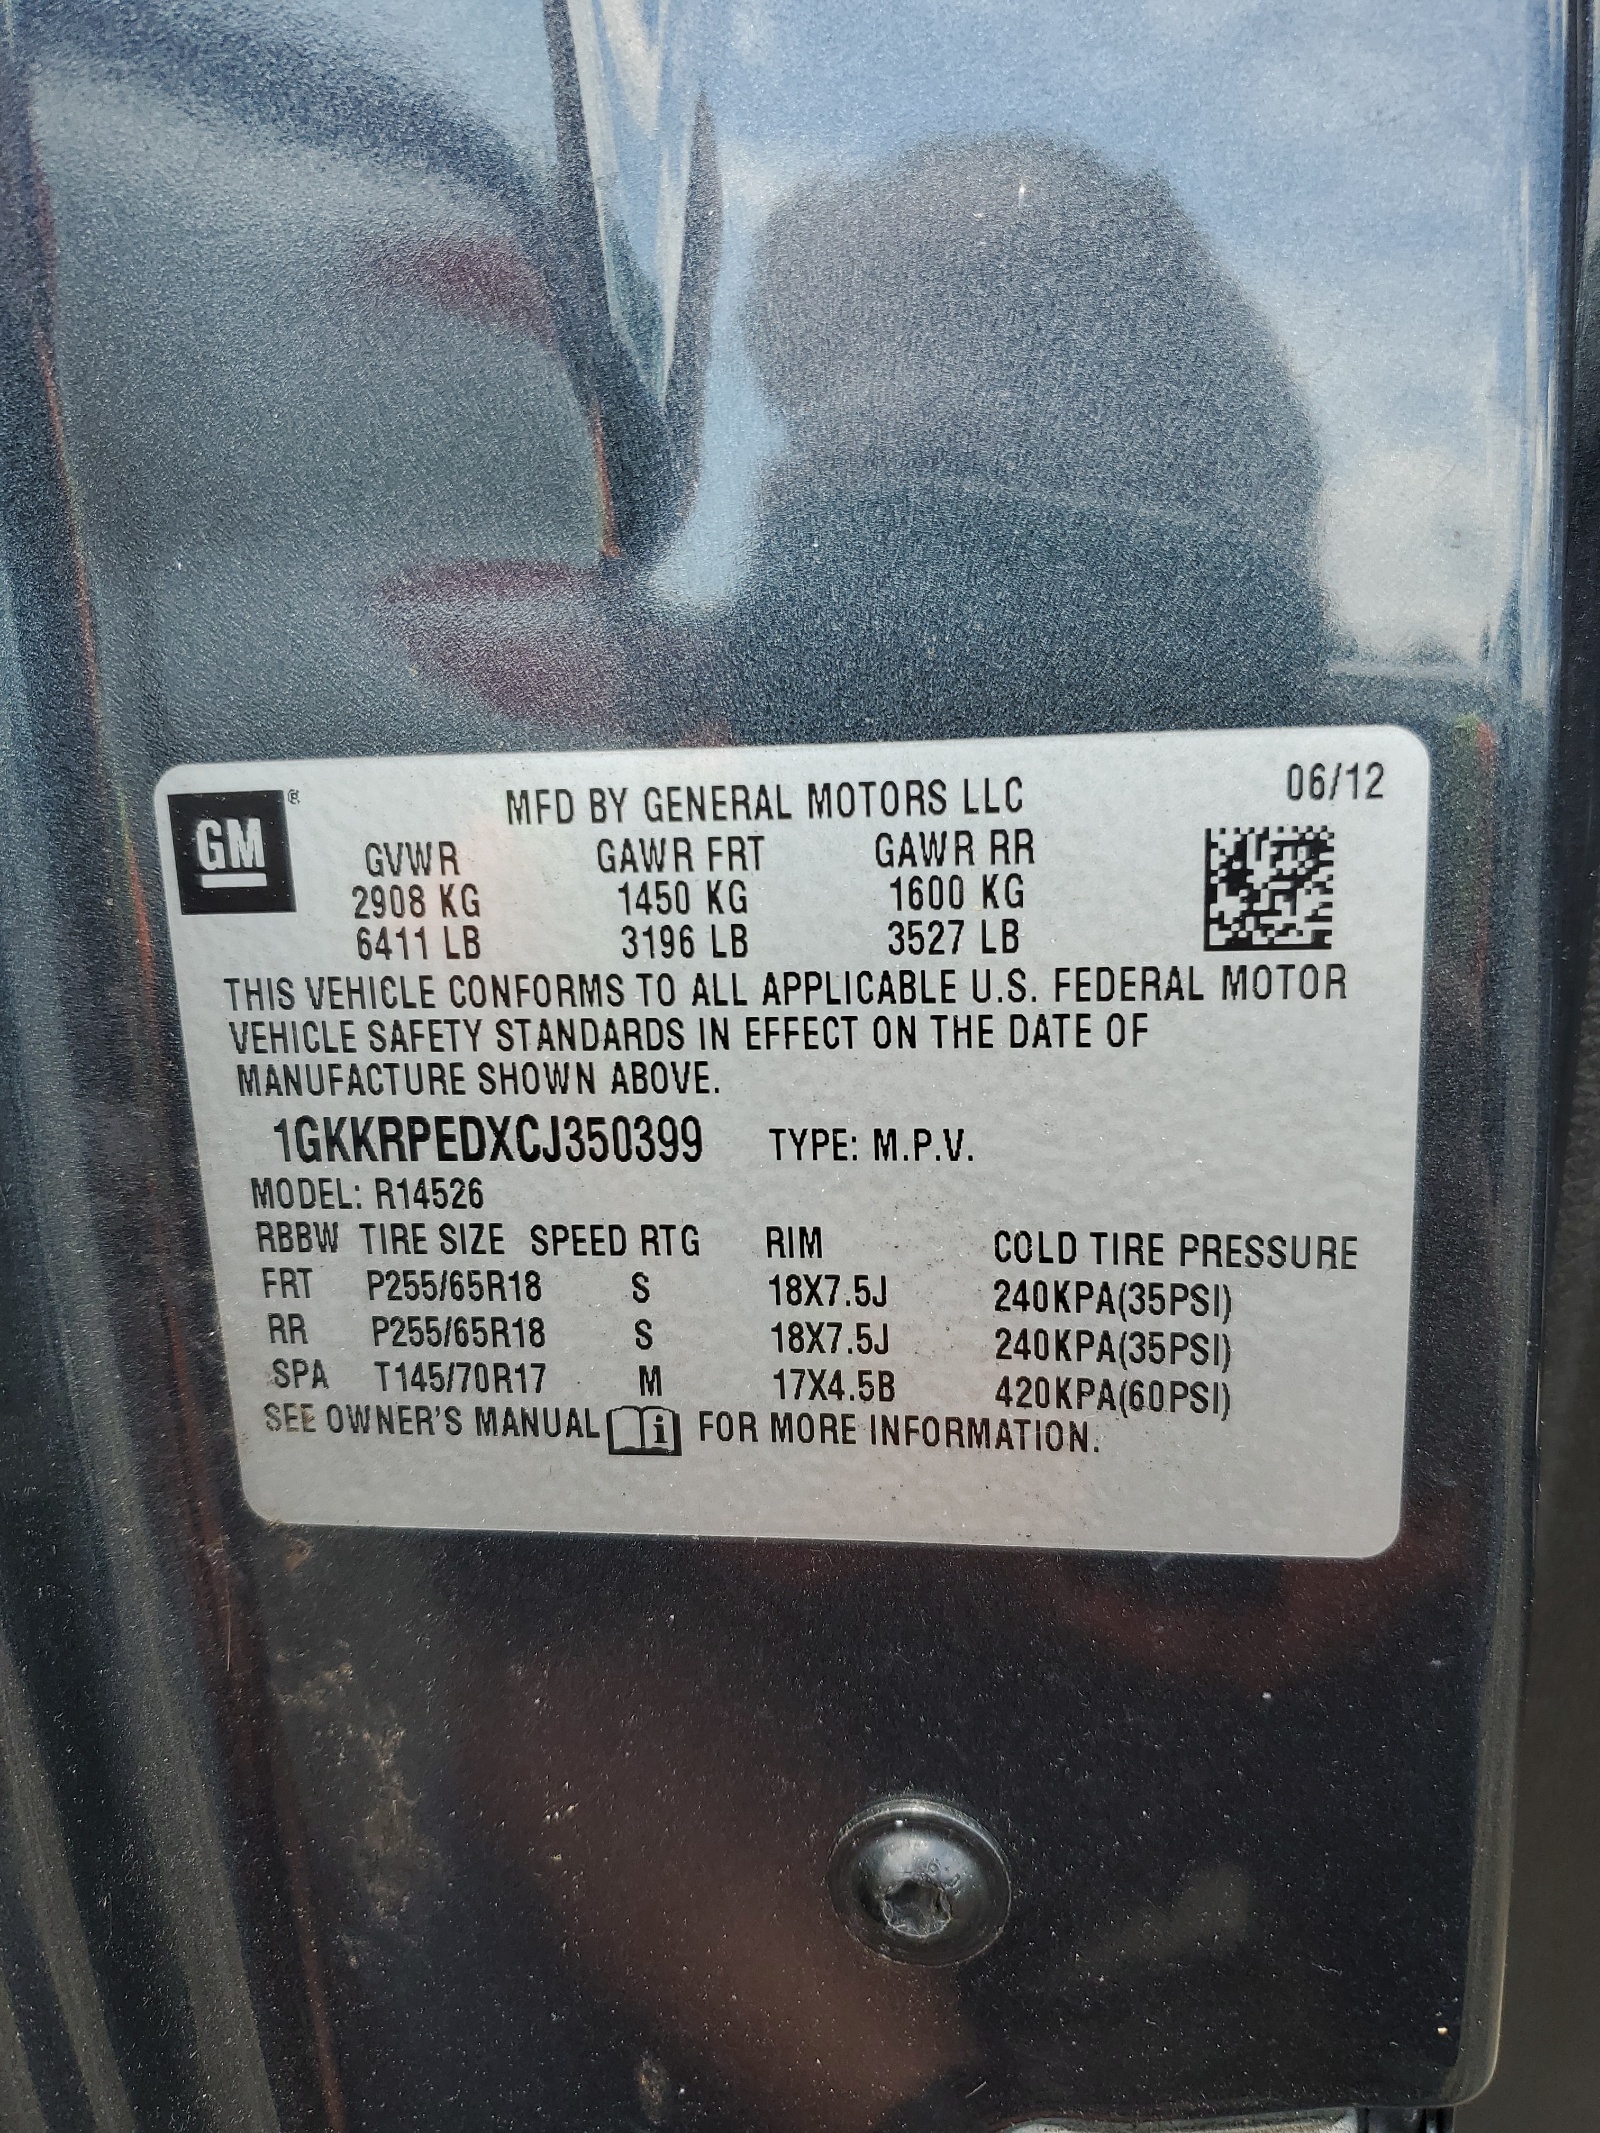 GM ®
MFD BY GENERAL MOTORS LLC 06/12
GVWR GAWR FRT GAWR RR
2908 KG 1450 KG 1600 KG
6411 LB 3196 LB 3527 LB
THIS VEHICLE CONFORMS TO ALL APPLICABLE U.S. FEDERAL MOTOR
VEHICLE SAFETY STANDARDS IN EFFECT ON THE DATE OF
MANUFACTURE SHOWN ABOVE.
1GKKRPEDXCJ350399 TYPE: M.P.V.
MODEL: R14526
RBBW TIRE SIZE SPEED RTG RIM COLD TIRE PRESSURE
FRT P255/65R18 S 18X7.5J 240KPA(35PSI)
RR P255/65R18 S 18X7.5J 240KPA(35PSI)
SPA T145/70R17 M 17X4.5B 420KPA(60PSI)
SEE OWNER'S MANUAL i FOR MORE INFORMATION.